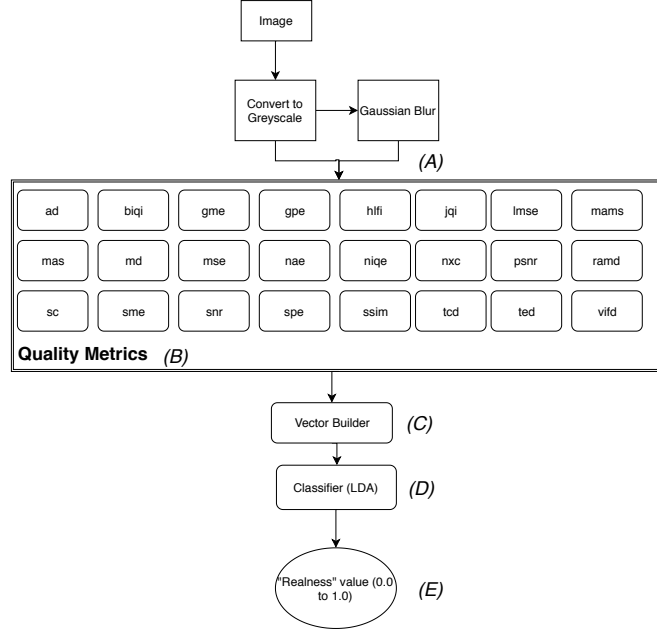 Image
Convert to
Greyscale
Gaussian Blur
(A)
ad biqi gme gpe hlfi jqi lmse mams
mas md mse nae niqe nxc psnr ramd
sc sme snr spe ssim tcd ted vifd
Quality Metrics (B)
Vector Builder (C)
Classifier (LDA) (D)
"Realness" value (0.0
to 1.0)
(E)